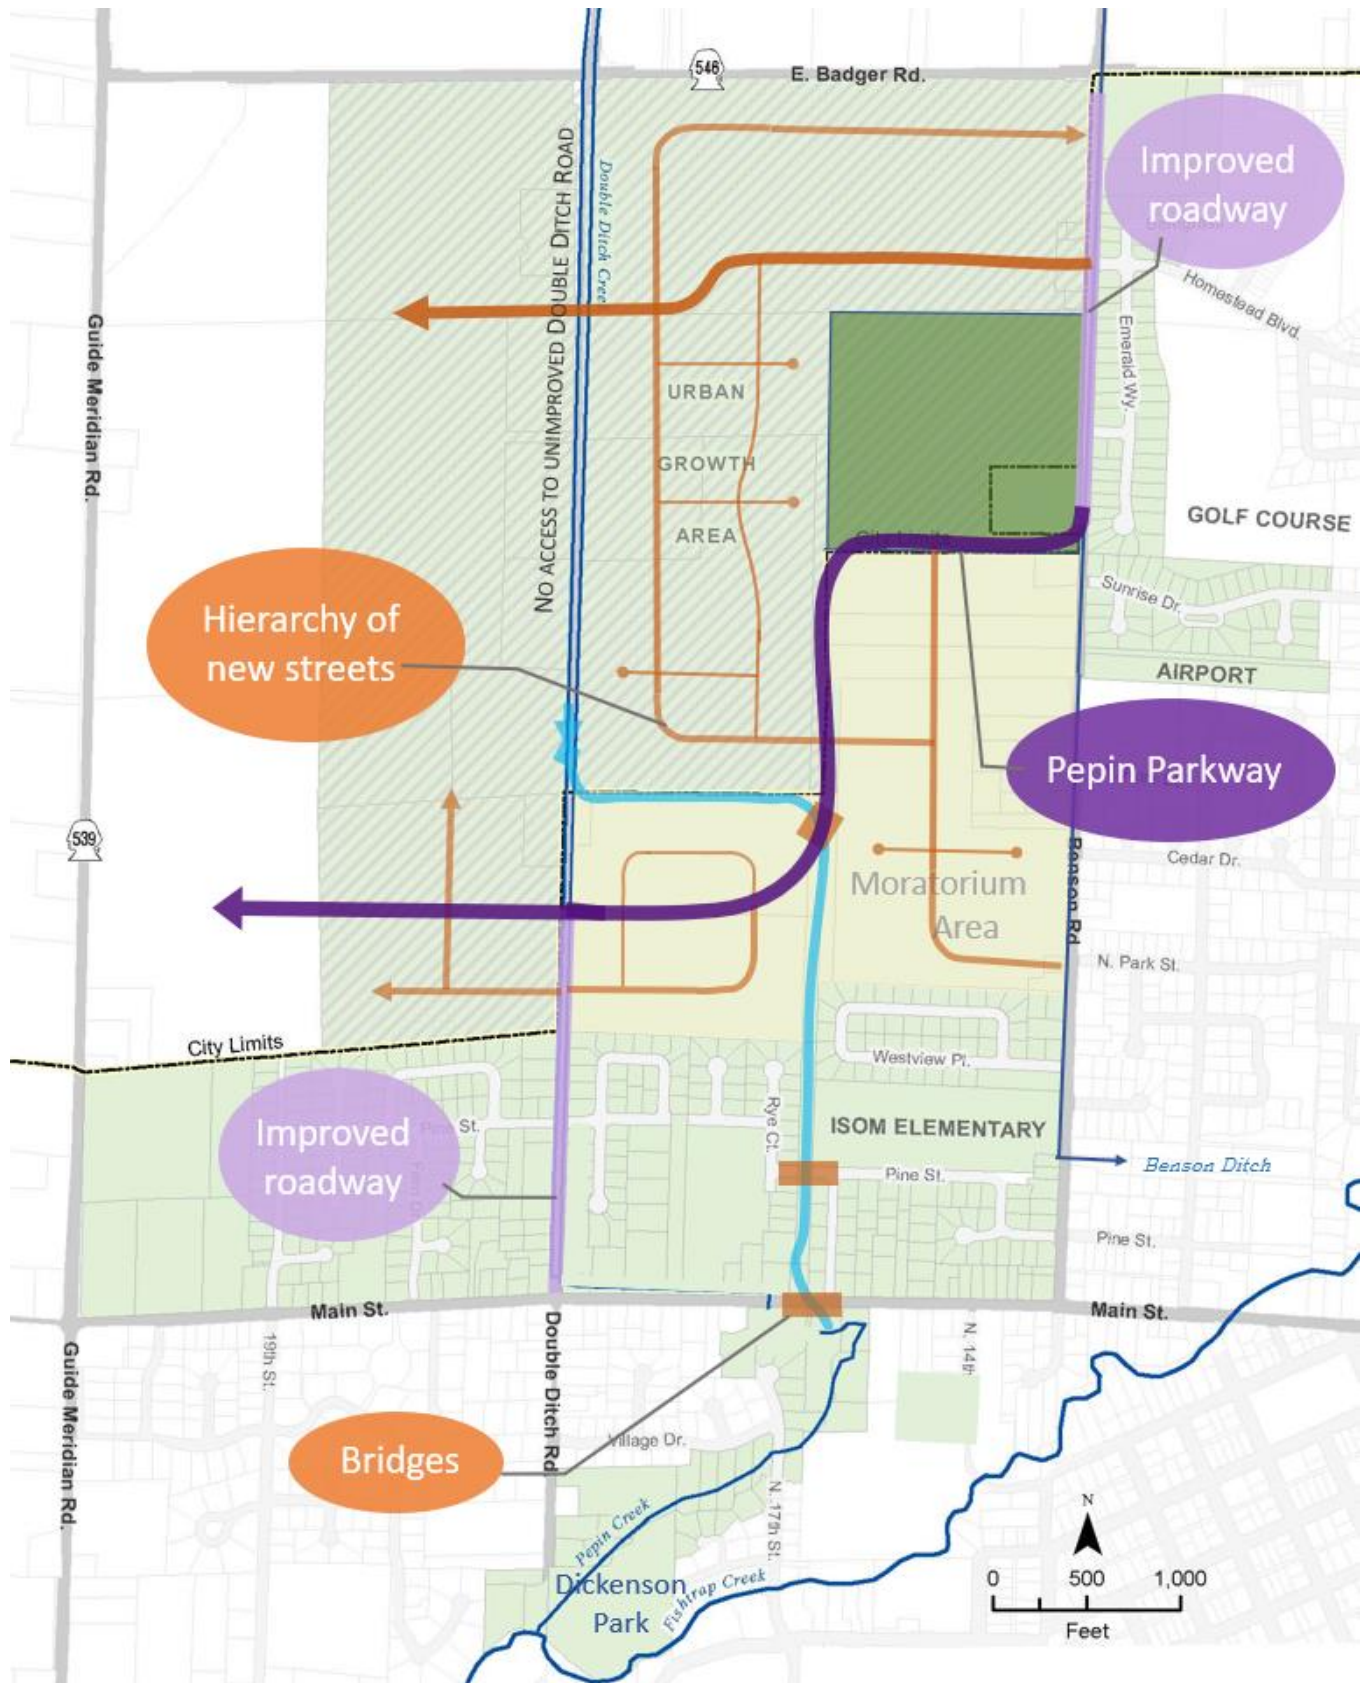 546
E. Badger Rd.
Improved
roadway
NO ACCESS TO UNIMPROVED DOUBLE DITCH ROAD
Double Ditch Cree
Homestead Blvd.
Emerald Wy.
Guide Meridian Rd.
URBAN
GROWTH
AREA
GOLF COURSE
City Limits
Sunrise Dr.
AIRPORT
Hierarchy of
new streets
Pepin Parkway
539
Benson Rd
Cedar Dr.
Moratorium
Area
N. Park St.
City Limits
Westview Pl.
Rye Ct.
ISOM ELEMENTARY
Improved
roadway
St.
Pine St.
Benson Ditch
Pine St.
Main St.
Main St.
19th St.
Double Ditch Rd
N. 14th
Guide Meridian Rd.
Village Dr.
Bridges
N. 17th St.
Pepin Creek
Fishtrap Creek
Dickenson
Park
N
0 500 1,000
Feet